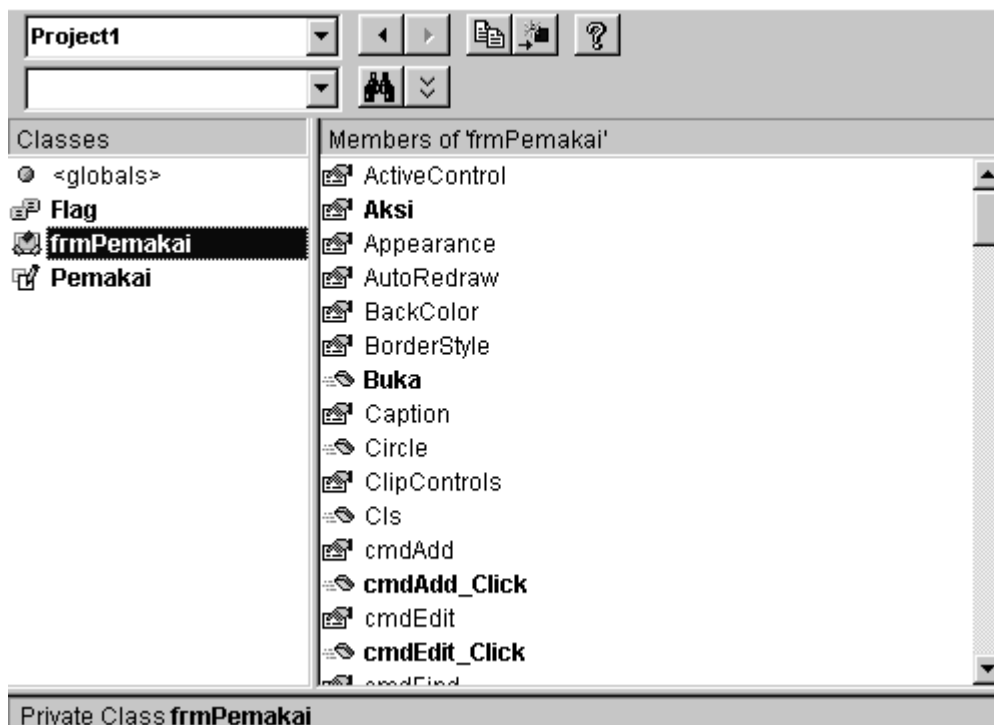 Project1
Classes
Members of 'frmPemakai'
<globals>
Flag
frmPemakai
Pemakai
ActiveControl
Aksi
Appearance
AutoRedraw
BackColor
BorderStyle
Buka
Caption
Circle
ClipControls
Cls
cmdAdd
cmdAdd_Click
cmdEdit
cmdEdit_Click
cmdFind
Private Class frmPemakai